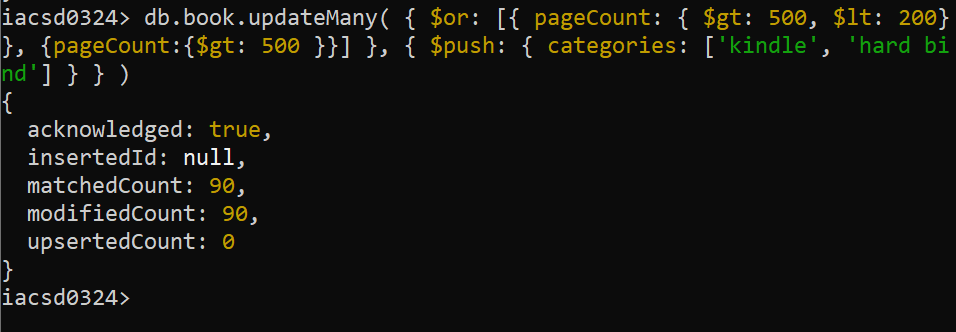 iacsd0324> db.book.updateMany( { $or: [{ pageCount: { $gt: 500, $lt: 200}
}, {pageCount:{$gt: 500 }}] }, { $push: { categories: ['kindle', 'hard bi
nd'] } } )
{
  acknowledged: true,
  insertedId: null,
  matchedCount: 90,
  modifiedCount: 90,
  upsertedCount: 0
}
iacsd0324>